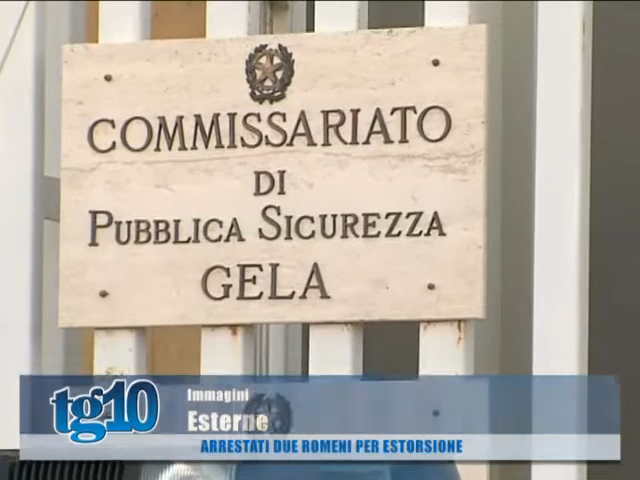 COMMISSARIATO
DI
PUBBLICA SICUREZZA
GELA
tg10
Immagini
Esterne
ARRESTATI DUE ROMENI PER ESTORSIONE